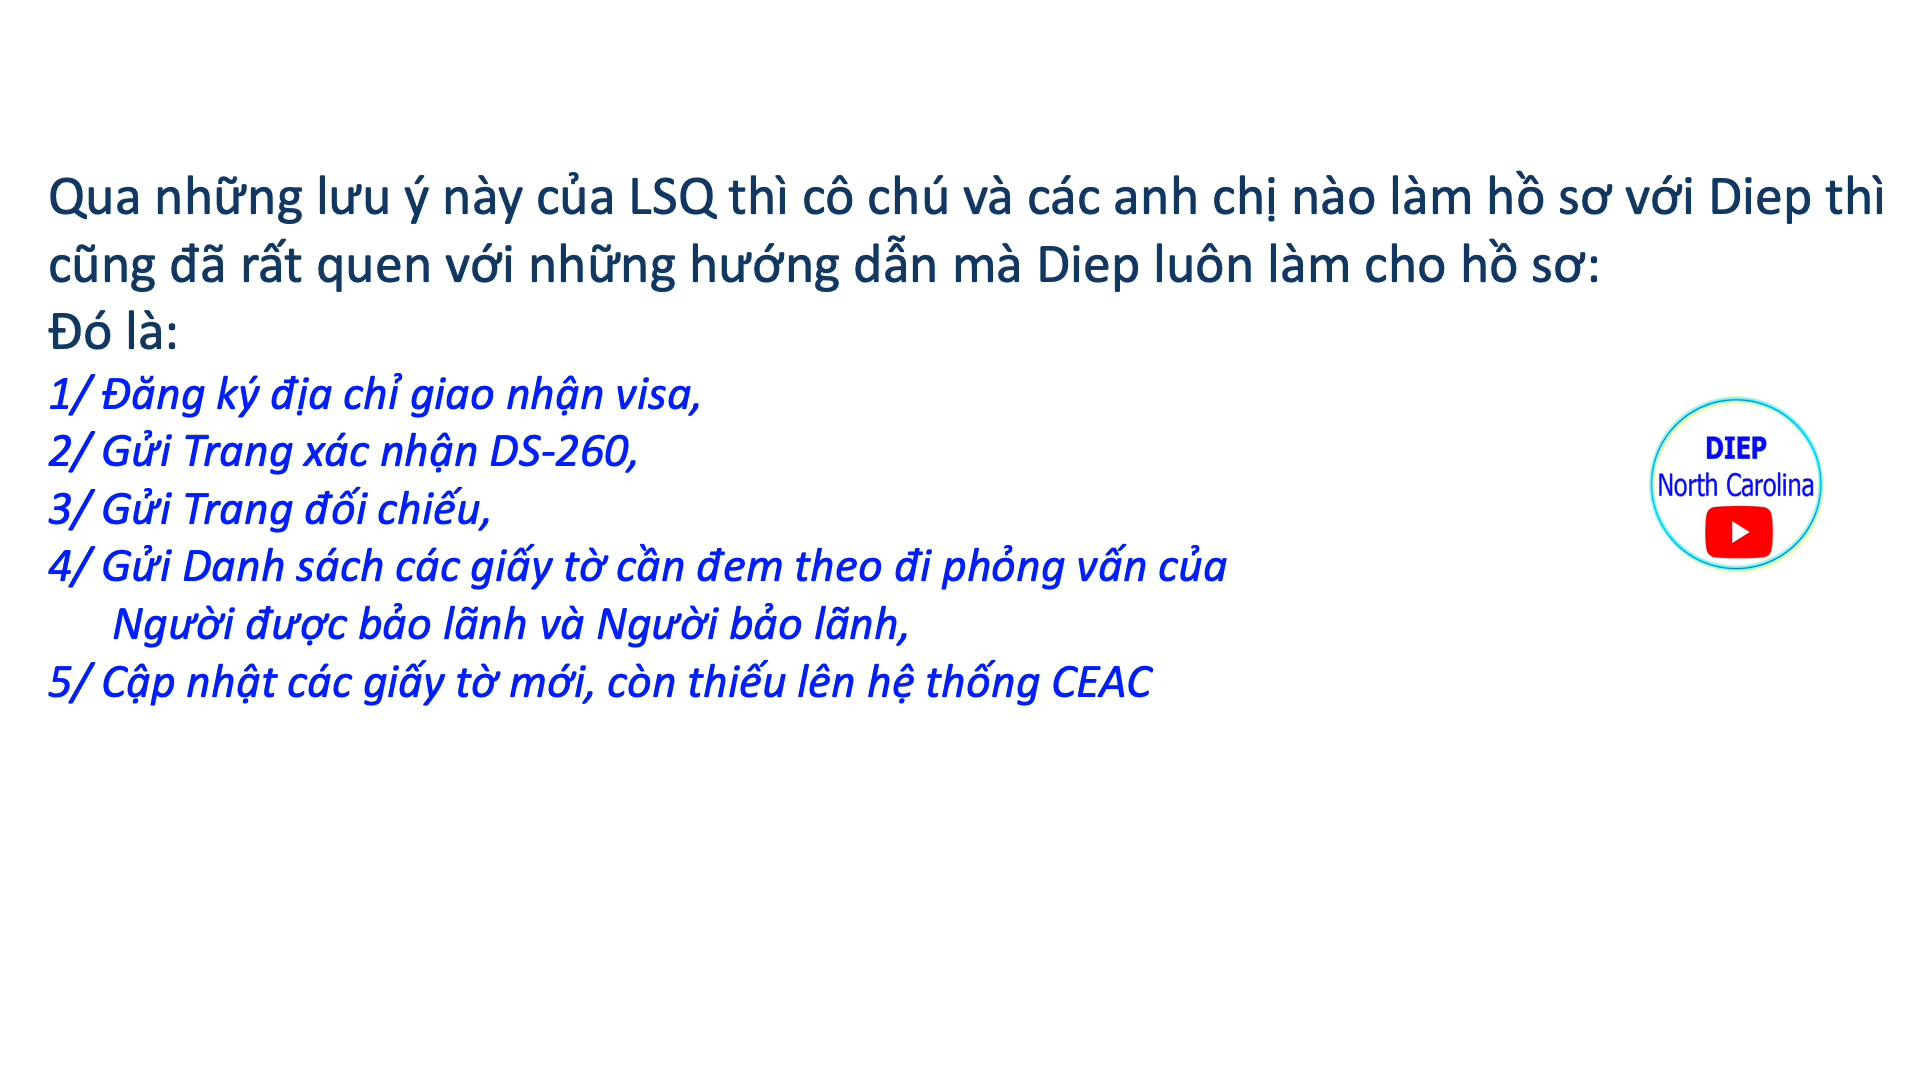 Qua những lưu ý này của LSQ thì cô chú và các anh chị nào làm hồ sơ với Diep thì
cũng đã rất quen với những hướng dẫn mà Diep luôn làm cho hồ sơ:
Đó là:
1/ Đăng ký địa chỉ giao nhận visa,
2/ Gửi Trang xác nhận DS-260,
3/ Gửi Trang đối chiếu,
4/ Gửi Danh sách các giấy tờ cần đem theo đi phỏng vấn của
Người được bảo lãnh và Người bảo lãnh,
5/ Cập nhật các giấy tờ mới, còn thiếu lên hệ thống CEAC
DIEP
North Carolina